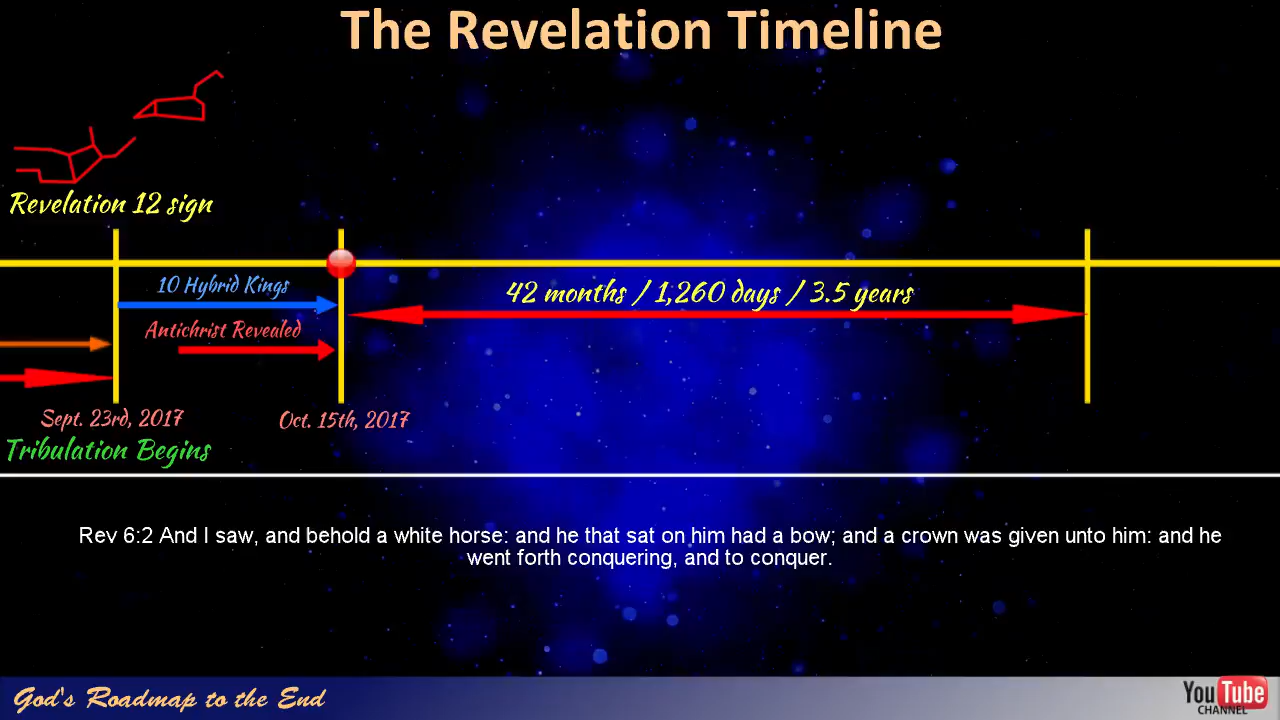 The Revelation Timeline
Revelation 12 sign
10 Hybrid Kings
42 months / 1,260 days / 3.5 years
Antichrist Revealed
Sept. 23rd, 2017
Oct. 15th, 2017
Tribulation Begins
Rev 6:2 And I saw, and behold a white horse: and he that sat on him had a bow; and a crown was given unto him: and he
went forth conquering, and to conquer.
God's Roadmap to the End
YouTube
CHANNEL